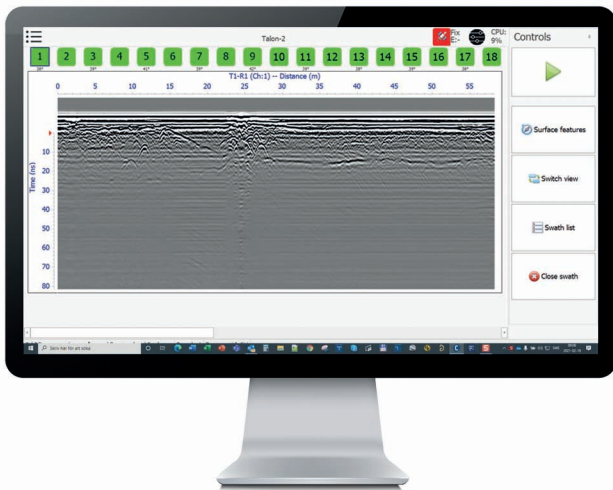 Talon-2
Fix
E:-
CPU:
9%
Controls
1 2 3 4 5 6 7 8 9 10 11 12 13 14 15 16 17 18
T1-R1 (Ch:1) -- Distance (m)
0 5 10 15 20 25 30 35 40 45 50 55
Time (ns)
10
20
30
40
50
60
70
80
Surface features
Switch view
Swath list
Close swath